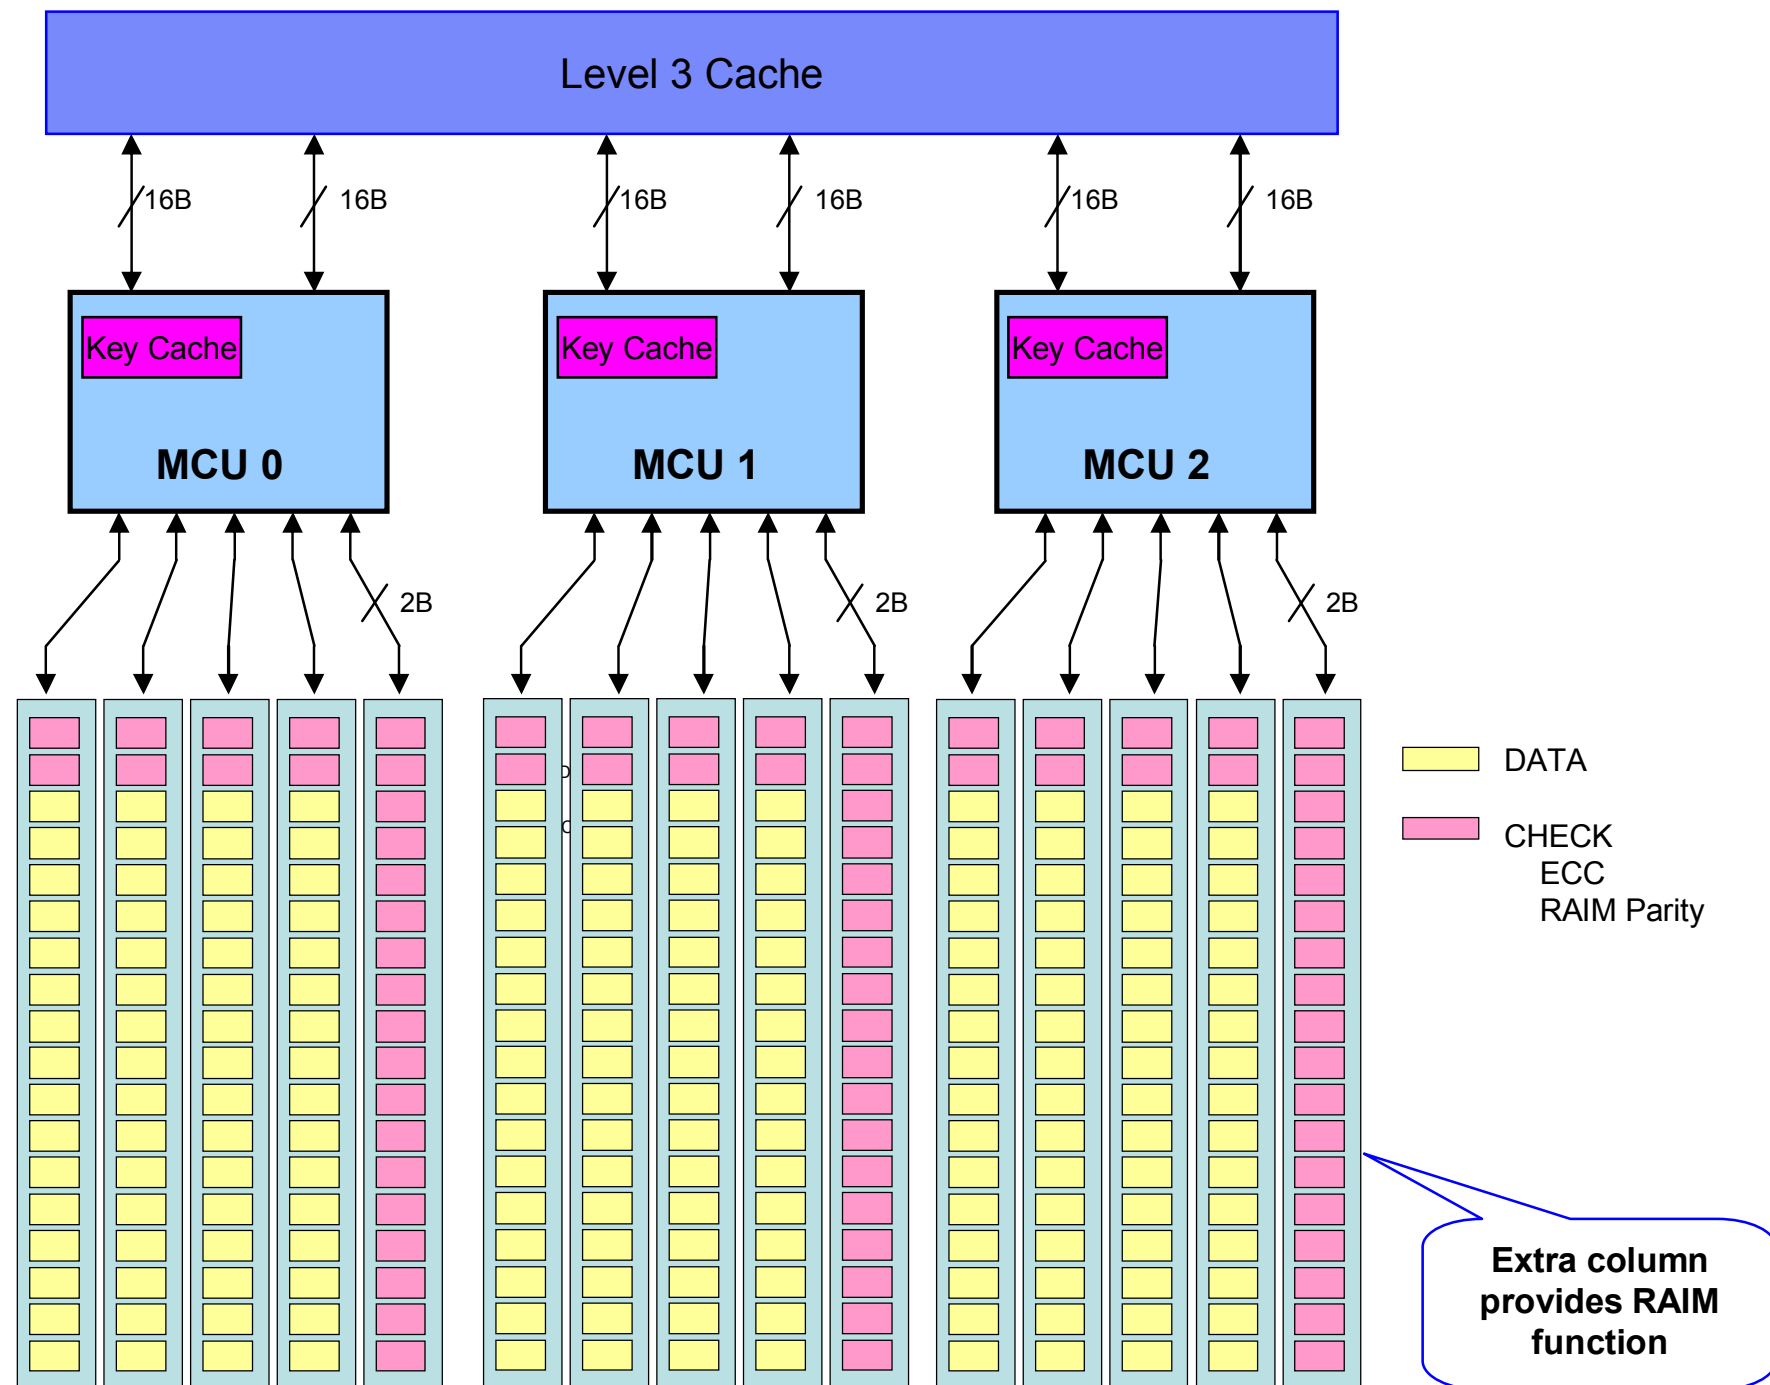 Level 3 Cache
16B 16B 16B 16B 16B 16B
Key Cache Key Cache Key Cache
MCU 0 MCU 1 MCU 2
2B 2B 2B
DATA
CHECK
ECC
RAIM Parity
Extra column
provides RAIM
function